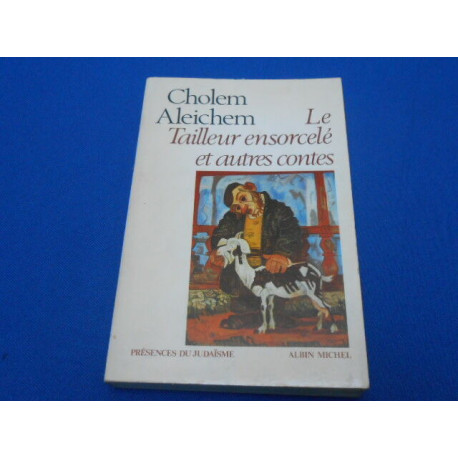 Cholem
Aleichem Le
Tailleur ensorcelé
et autres contes
PRÉSENCES DU JUDAÏSME ALBIN MICHEL